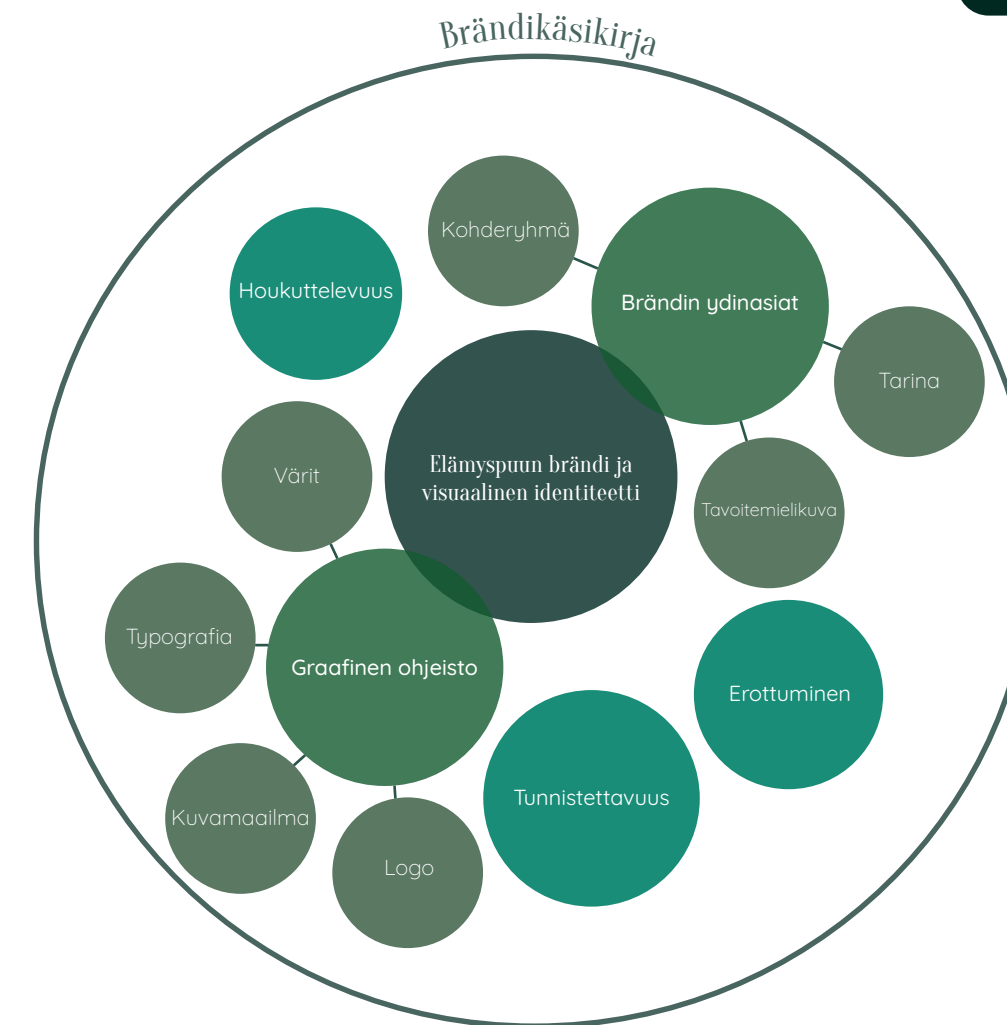 Brändikäsikirja
Kohderyhmä
Houkuttelevuus
Brändin ydinasiat
Tarina
Elämyspuun brändi ja
visuaalinen identiteetti
Värit
Tavoitemielikuva
Typografia
Graafinen ohjeisto
Erottuminen
Tunnistettavuus
Kuvamaailma
Logo